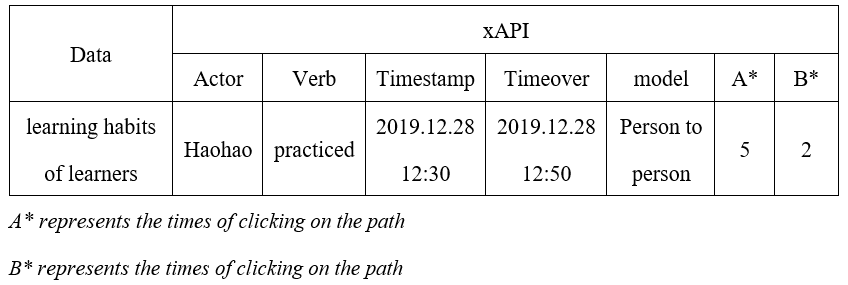 Data
xAPI
Actor Verb Timestamp Timeover model A* B*
learning habits of learners Haohao practiced 2019.12.28 12:30 2019.12.28 12:50 Person to person 5 2
A* represents the times of clicking on the path
B* represents the times of clicking on the path